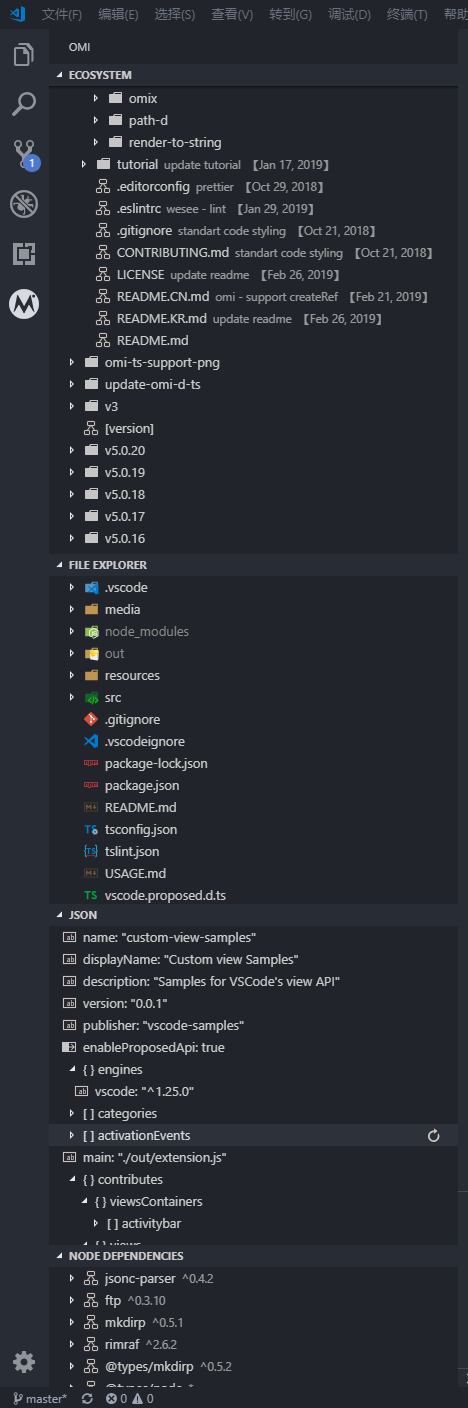 文件(F) 编辑(E) 选择(S) 查看(V) 转到(G) 调试(D) 终端(T) 帮助
OMI
ECOSYSTEM
omix
path-d
render-to-string
tutorial update tutorial 【Jan 17, 2019】
.editorconfig prettier 【Oct 29, 2018】
.eslintrc wesee - lint 【Jan 29, 2019】
.gitignore standart code styling 【Oct 21, 2018】
CONTRIBUTING.md standart code styling 【Oct 21, 2018】
LICENSE update readme 【Feb 26, 2019】
README.CN.md omi - support createRef 【Feb 21, 2019】
README.KR.md update readme 【Feb 26, 2019】
README.md
omi-ts-support-png
update-omi-d-ts
v3
[version]
v5.0.20
v5.0.19
v5.0.18
v5.0.17
v5.0.16
FILE EXPLORER
.vscode
media
node_modules
out
resources
src
.gitignore
.vscodeignore
package-lock.json
package.json
README.md
tsconfig.json
tslint.json
USAGE.md
vscode.proposed.d.ts
JSON
name: "custom-view-samples"
displayName: "Custom view Samples"
description: "Samples for VSCode's view API"
version: "0.0.1"
publisher: "vscode-samples"
enableProposedApi: true
{ } engines
vscode: "^1.25.0"
[ ] categories
[ ] activationEvents
main: "./out/extension.js"
{ } contributes
{ } viewsContainers
[ ] activitybar
{ } views
NODE DEPENDENCIES
jsonc-parser ^0.4.2
ftp ^0.3.10
mkdirp ^0.5.1
rimraf ^2.6.2
@types/mkdirp ^0.5.2
@types/node *
master* 0 0
1